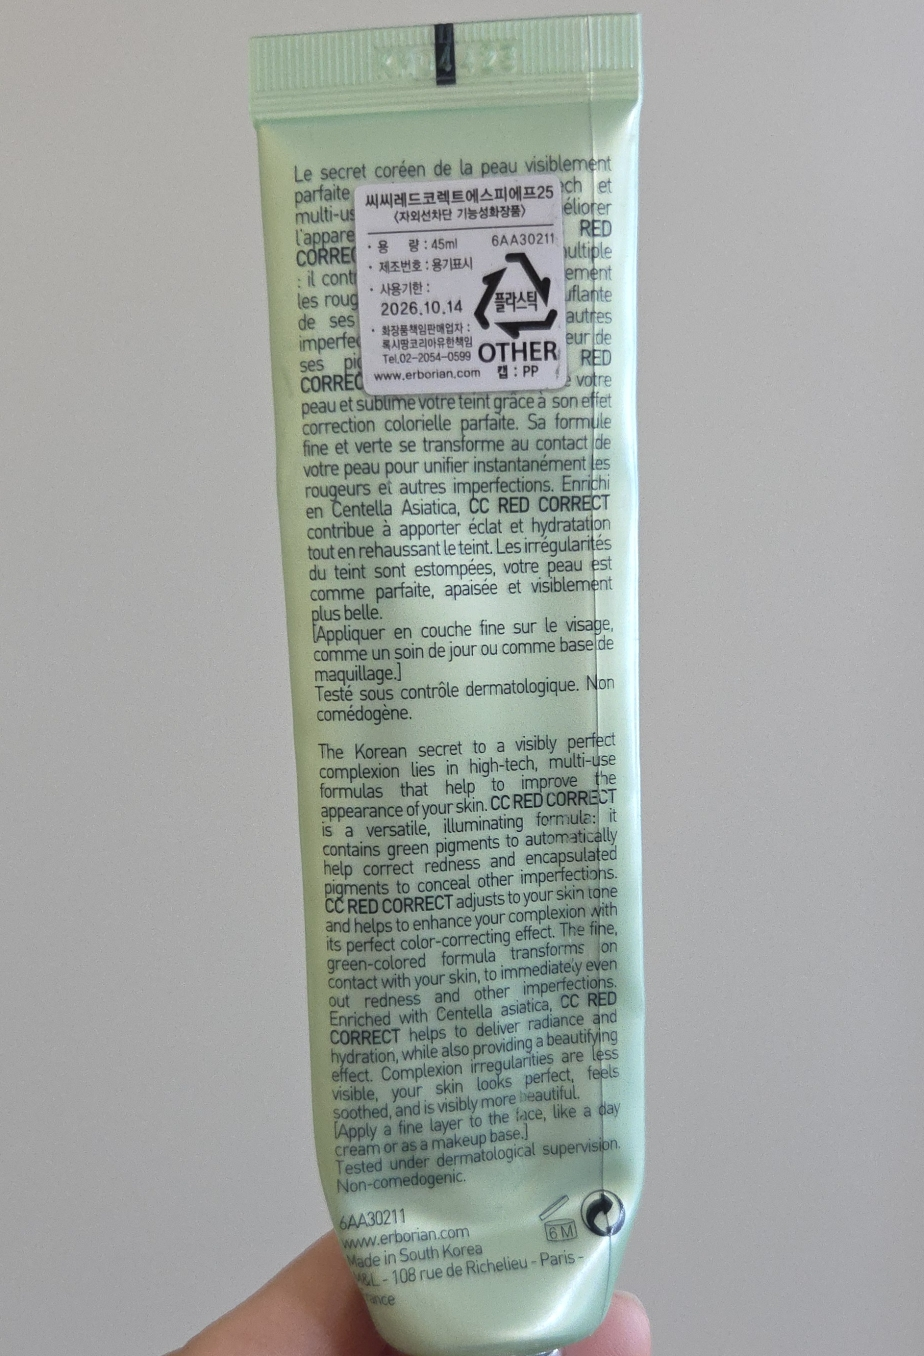 Le secret coréen de la peau visiblement
parfaite ech et
multi-us éliorer
l'appare RED
CORREC ultiple
: il cont ement
les roug uflante
de ses autres
imperfec eur de
ses pig RED
CORREC e votre
씨씨레드코렉트에스피에프25
<자외선차단 기능성화장품>
· 용 량 : 45ml 6AA30211
· 제조번호 : 용기표시
· 사용기한 :
2026.10.14
· 화장품책임판매업자 :
록시땅코리아유한책임
Tel.02-2054-0599
www.erborian.com
플라스틱
OTHER
캡 : PP
peau et sublime votre teint grâce à son effet
correction colorielle parfaite. Sa formule
fine et verte se transforme au contact de
votre peau pour unifier instantanément les
rougeurs et autres imperfections. Enrichi
en Centella Asiatica, CC RED CORRECT
contribue à apporter éclat et hydratation
tout en rehaussant le teint. Les irrégularités
du teint sont estompées, votre peau est
comme parfaite, apaisée et visiblement
plus belle.
[Appliquer en couche fine sur le visage,
comme un soin de jour ou comme base de
maquillage.]
Testé sous contrôle dermatologique. Non
comédogène.
The Korean secret to a visibly perfect
complexion lies in high-tech, multi-use
formulas that help to improve the
appearance of your skin. CC RED CORRECT
is a versatile, illuminating formula: it
contains green pigments to automatically
help correct redness and encapsulated
pigments to conceal other imperfections.
CC RED CORRECT adjusts to your skin tone
and helps to enhance your complexion with
its perfect color-correcting effect. The fine,
green-colored formula transforms on
contact with your skin, to immediately even
out redness and other imperfections.
Enriched with Centella asiatica, CC RED
CORRECT helps to deliver radiance and
hydration, while also providing a beautifying
effect. Complexion irregularities are less
visible, your skin looks perfect, feels
soothed, and is visibly more beautiful.
[Apply a fine layer to the face, like a day
cream or as a makeup base.]
Tested under dermatological supervision.
Non-comedogenic.
6AA30211
www.erborian.com
Made in South Korea
&L - 108 rue de Richelieu - Paris -
rance
6 M